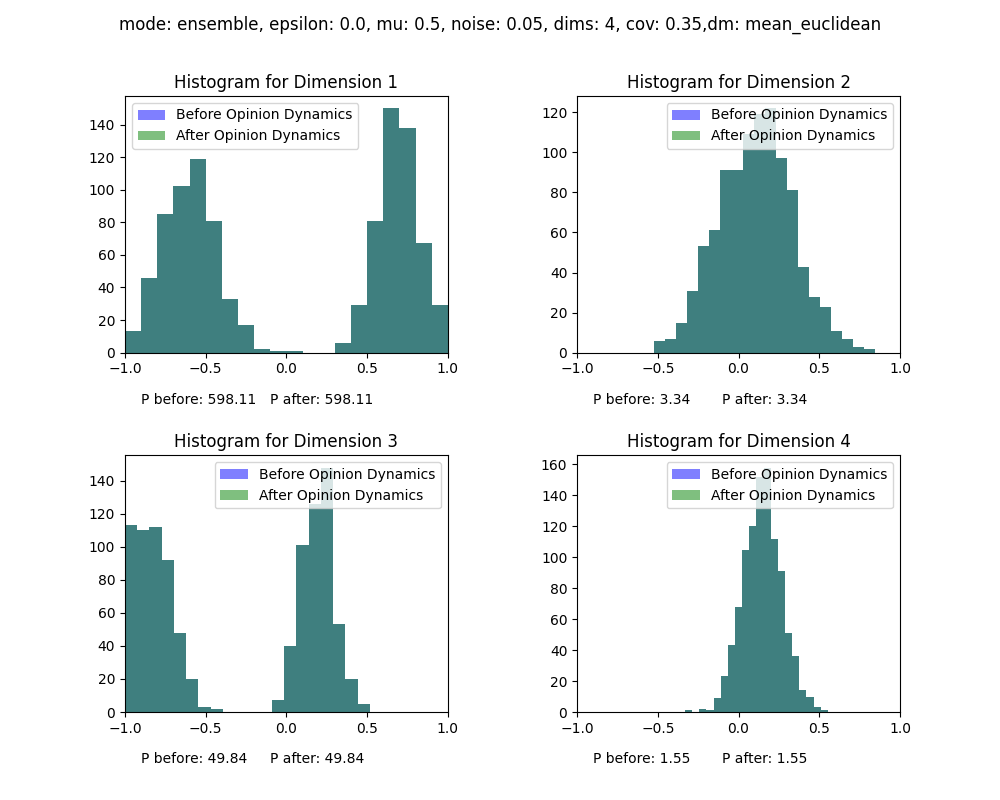 mode: ensemble, epsilon: 0.0, mu: 0.5, noise: 0.05, dims: 4, cov: 0.35,dm: mean_euclidean
Histogram for Dimension 1
Before Opinion Dynamics
After Opinion Dynamics
140
120
100
80
60
40
20
0
−1.0 −0.5 0.0 0.5 1.0
P before: 598.11 P after: 598.11
Histogram for Dimension 2
Before Opinion Dynamics
After Opinion Dynamics
120
100
80
60
40
20
0
−1.0 −0.5 0.0 0.5 1.0
P before: 3.34 P after: 3.34
Histogram for Dimension 3
Before Opinion Dynamics
After Opinion Dynamics
140
120
100
80
60
40
20
0
−1.0 −0.5 0.0 0.5 1.0
P before: 49.84 P after: 49.84
Histogram for Dimension 4
Before Opinion Dynamics
After Opinion Dynamics
160
140
120
100
80
60
40
20
0
−1.0 −0.5 0.0 0.5 1.0
P before: 1.55 P after: 1.55